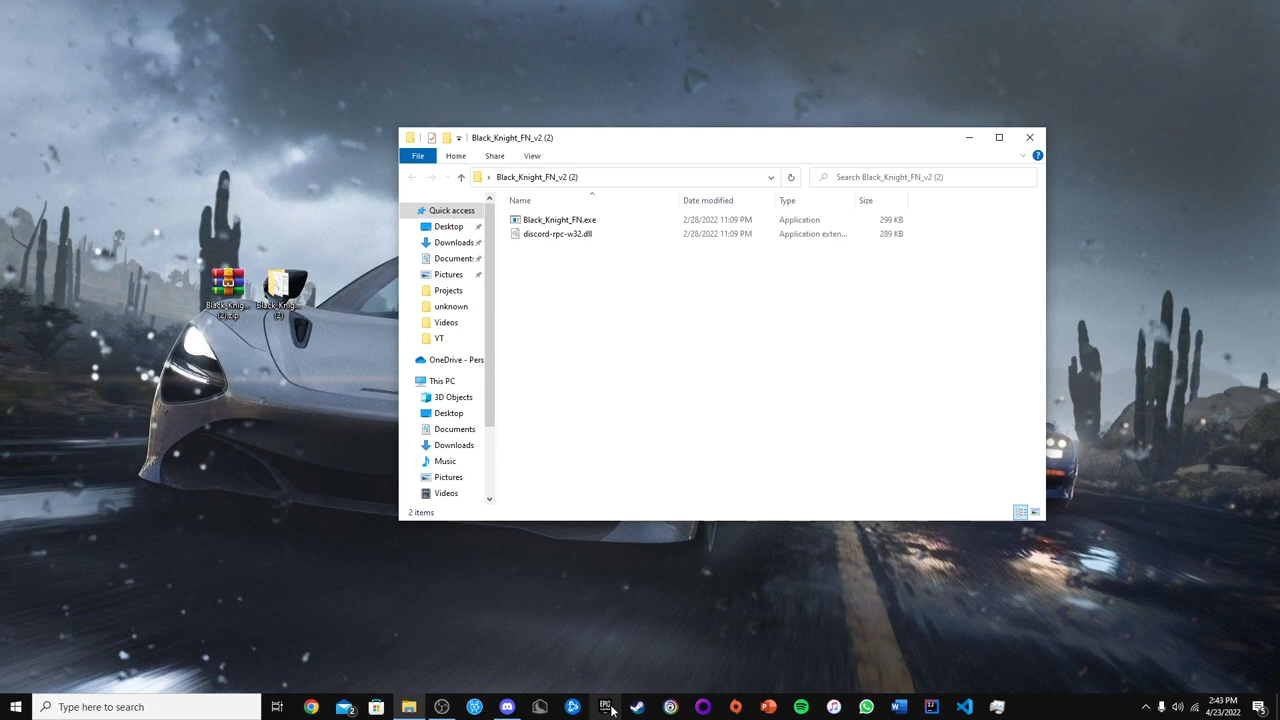 Black_Knight_FN_v2 (2)
File Home Share View
Black_Knight_FN_v2 (2)
Search Black_Knight_FN_v2 (2)
Name Date modified Type Size
Black_Knight_FN.exe 2/28/2022 11:09 PM Application 299 KB
discord-rpc-w32.dll 2/28/2022 11:09 PM Application exten... 289 KB
Quick access
Desktop
Downloads
Document:
Pictures
Projects
unknown
Videos
YT
OneDrive - Pers
This PC
3D Objects
Desktop
Documents
Downloads
Music
Pictures
Videos
2 items
Black_Knig...
(2).zip
Black_Knig...
(2)
Type here to search
2
EPIC
2:43 PM
4/23/2022